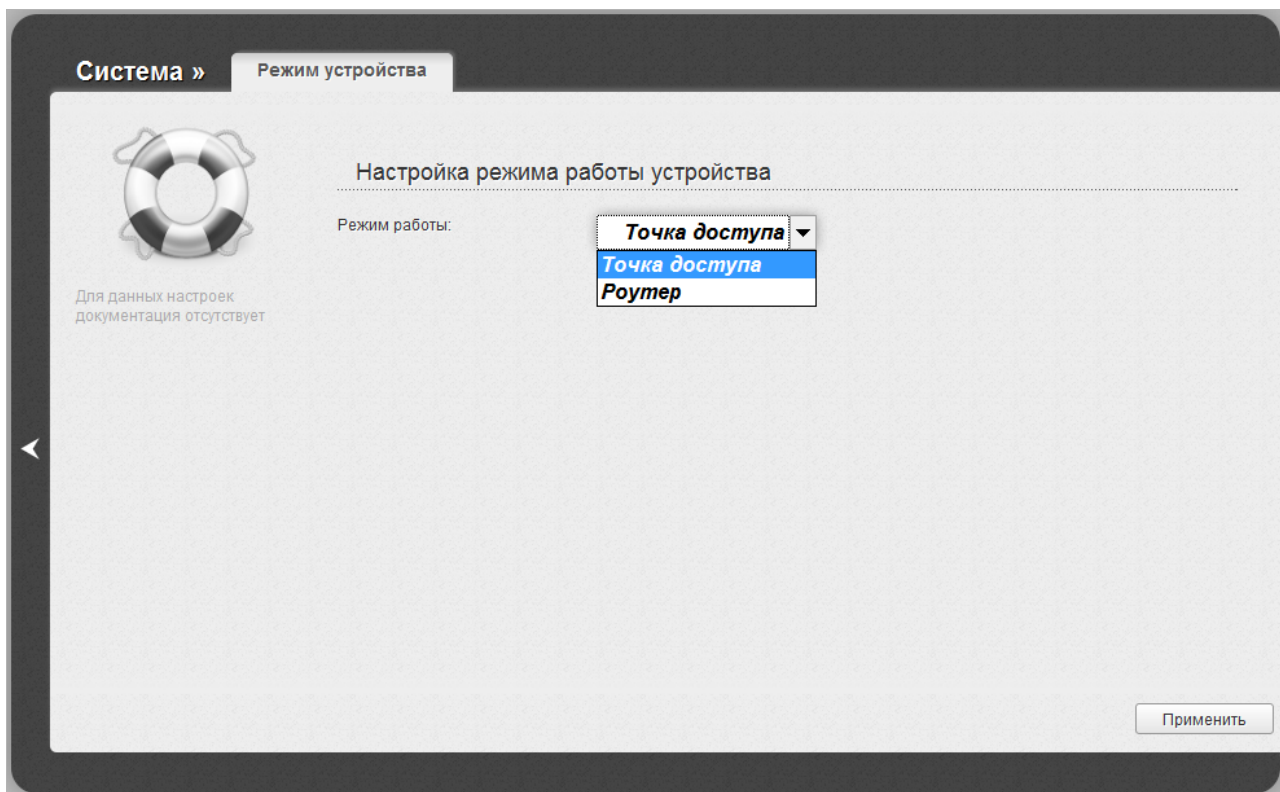 Система »
Режим устройства
Для данных настроек
документация отсутствует
Настройка режима работы устройства
Режим работы:
Точка доступа
Точка доступа
Роутер
Применить